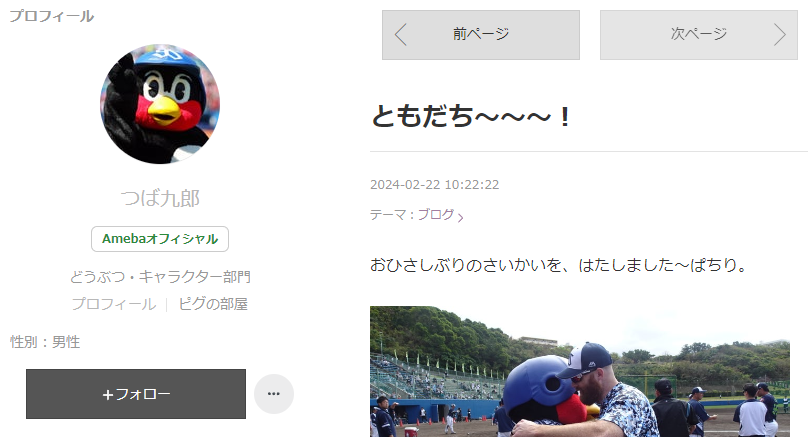 プロフィール
つば九郎
Amebaオフィシャル
どうぶつ・キャラクター部門
プロフィール | ピグの部屋
性別：男性
+フォロー
前ページ
次ページ
ともだち〜〜〜！
2024-02-22 10:22:22
テーマ：ブログ
おひさしぶりのさいかいを、はたしました〜ぱちり。